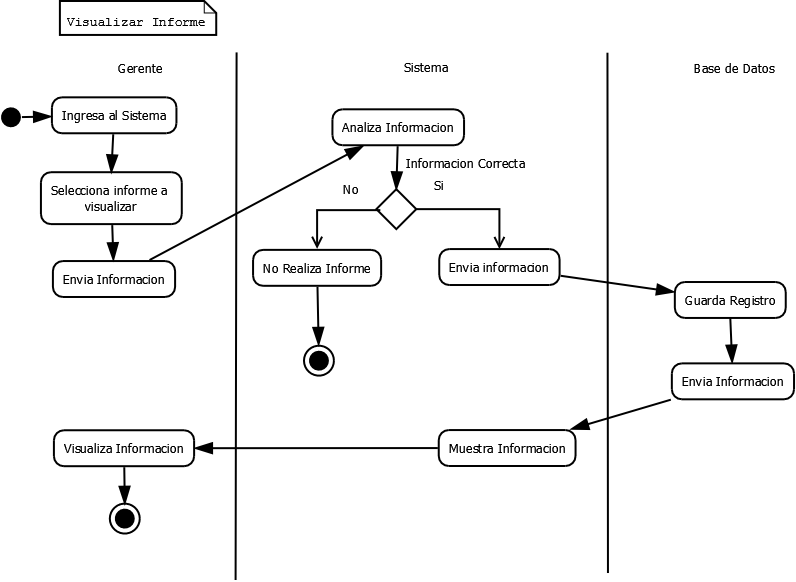 Visualizar Informe
Gerente
Sistema
Base de Datos
Ingresa al Sistema
Analiza Informacion
Informacion Correcta
Selecciona informe a
visualizar
No
Si
Envia Informacion
No Realiza Informe
Envia informacion
Guarda Registro
Envia Informacion
Visualiza Informacion
Muestra Informacion